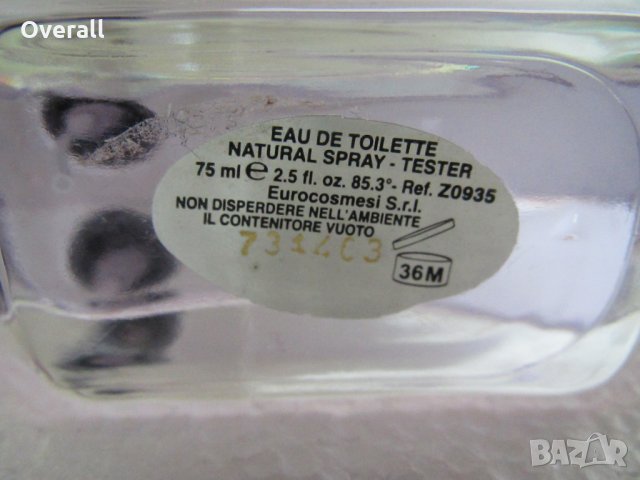 Overall
EAU DE TOILETTE
NATURAL SPRAY - TESTER
75 ml ℮ 2.5 fl. oz. 85.3°- Ref. Z0935
Eurocosmesi S.r.l.
NON DISPERDERE NELL'AMBIENTE
IL CONTENITORE VUOTO
36M
BAZAR